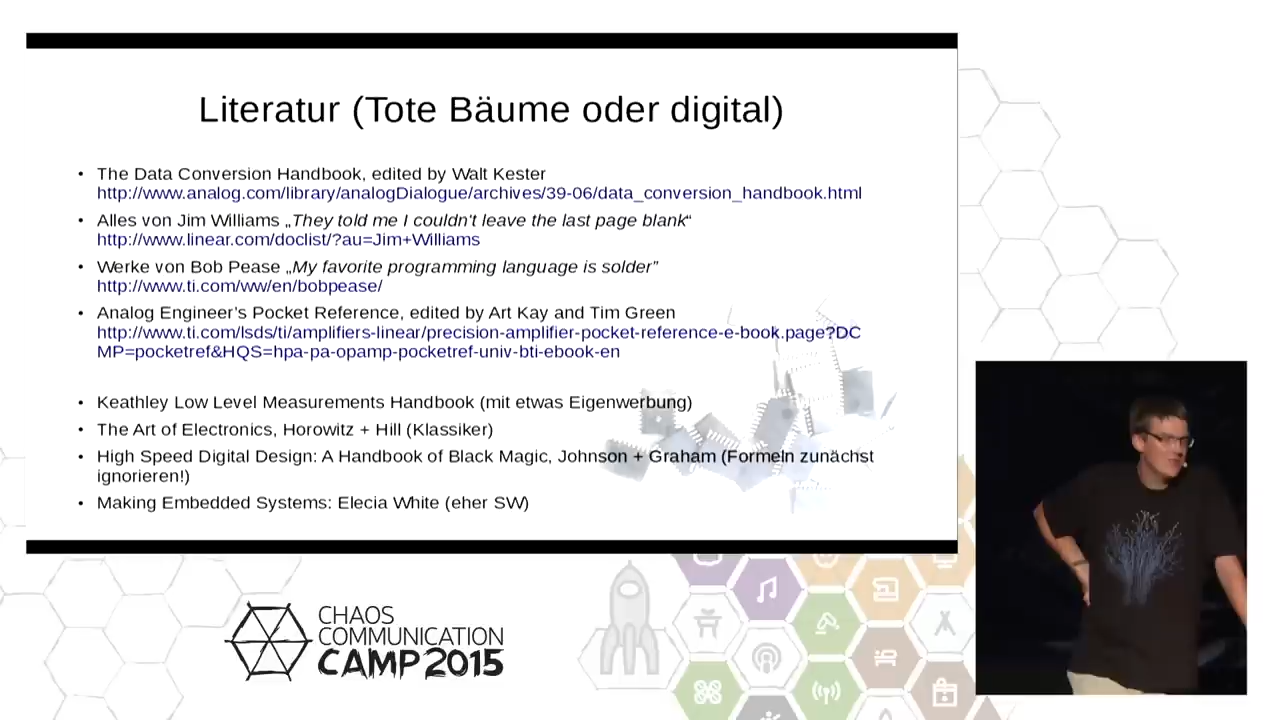 Literatur (Tote Bäume oder digital)
• The Data Conversion Handbook, edited by Walt Kester
http://www.analog.com/library/analogDialogue/archives/39-06/data_conversion_handbook.html
• Alles von Jim Williams „They told me I couldn't leave the last page blank“
http://www.linear.com/doclist/?au=Jim+Williams
• Werke von Bob Pease „My favorite programming language is solder”
http://www.ti.com/ww/en/bobpease/
• Analog Engineer's Pocket Reference, edited by Art Kay and Tim Green
http://www.ti.com/lsds/ti/amplifiers-linear/precision-amplifier-pocket-reference-e-book.page?DC
MP=pocketref&HQS=hpa-pa-opamp-pocketref-univ-bti-ebook-en
• Keathley Low Level Measurements Handbook (mit etwas Eigenwerbung)
• The Art of Electronics, Horowitz + Hill (Klassiker)
• High Speed Digital Design: A Handbook of Black Magic, Johnson + Graham (Formeln zunächst
ignorieren!)
• Making Embedded Systems: Elecia White (eher SW)
CHAOS
COMMUNICATION
CAMP 2015